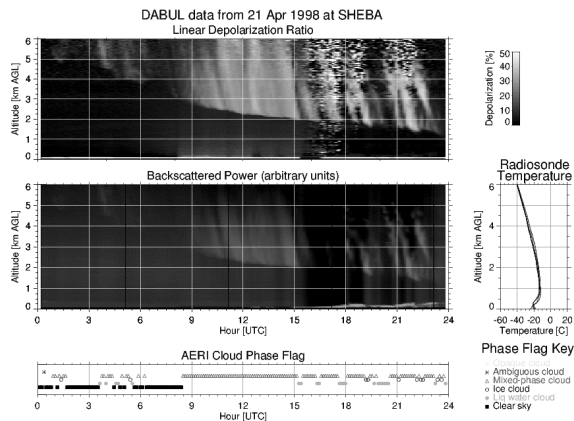 DABUL data from 21 Apr 1998 at SHEBA
Linear Depolarization Ratio
Altitude [km AGL]
6
5
4
3
2
1
0
Depolarization [%]
50
40
30
20
10
0
Backscattered Power (arbitrary units)
Altitude [km AGL]
6
5
4
3
2
1
0
0 3 6 9 12 15 18 21 24
Hour [UTC]
Radiosonde
Temperature
Altitude [km AGL]
6
4
2
0
-60 -40 -20 0 20
Temperature [C]
AERI Cloud Phase Flag
0 3 6 9 12 15 18 21 24
Hour [UTC]
Phase Flag Key
Opaque cloud
Ambiguous cloud
Mixed-phase cloud
Ice cloud
Liq water cloud
Clear sky